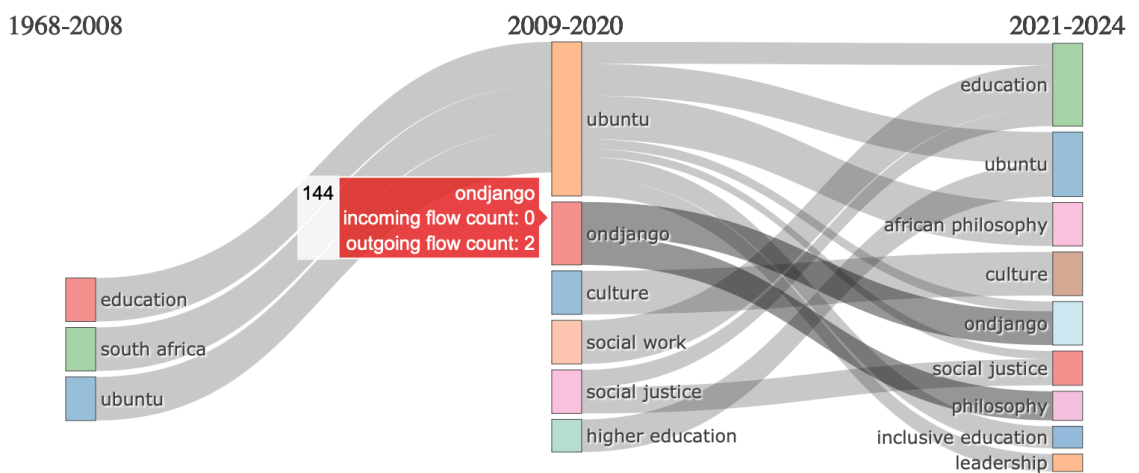 1968-2008
2009-2020
2021-2024
education
south africa
ubuntu
144
ondjango
incoming flow count: 0
outgoing flow count: 2
ubuntu
ondjango
culture
social work
social justice
higher education
education
ubuntu
african philosophy
culture
ondjango
social justice
philosophy
inclusive education
leadership